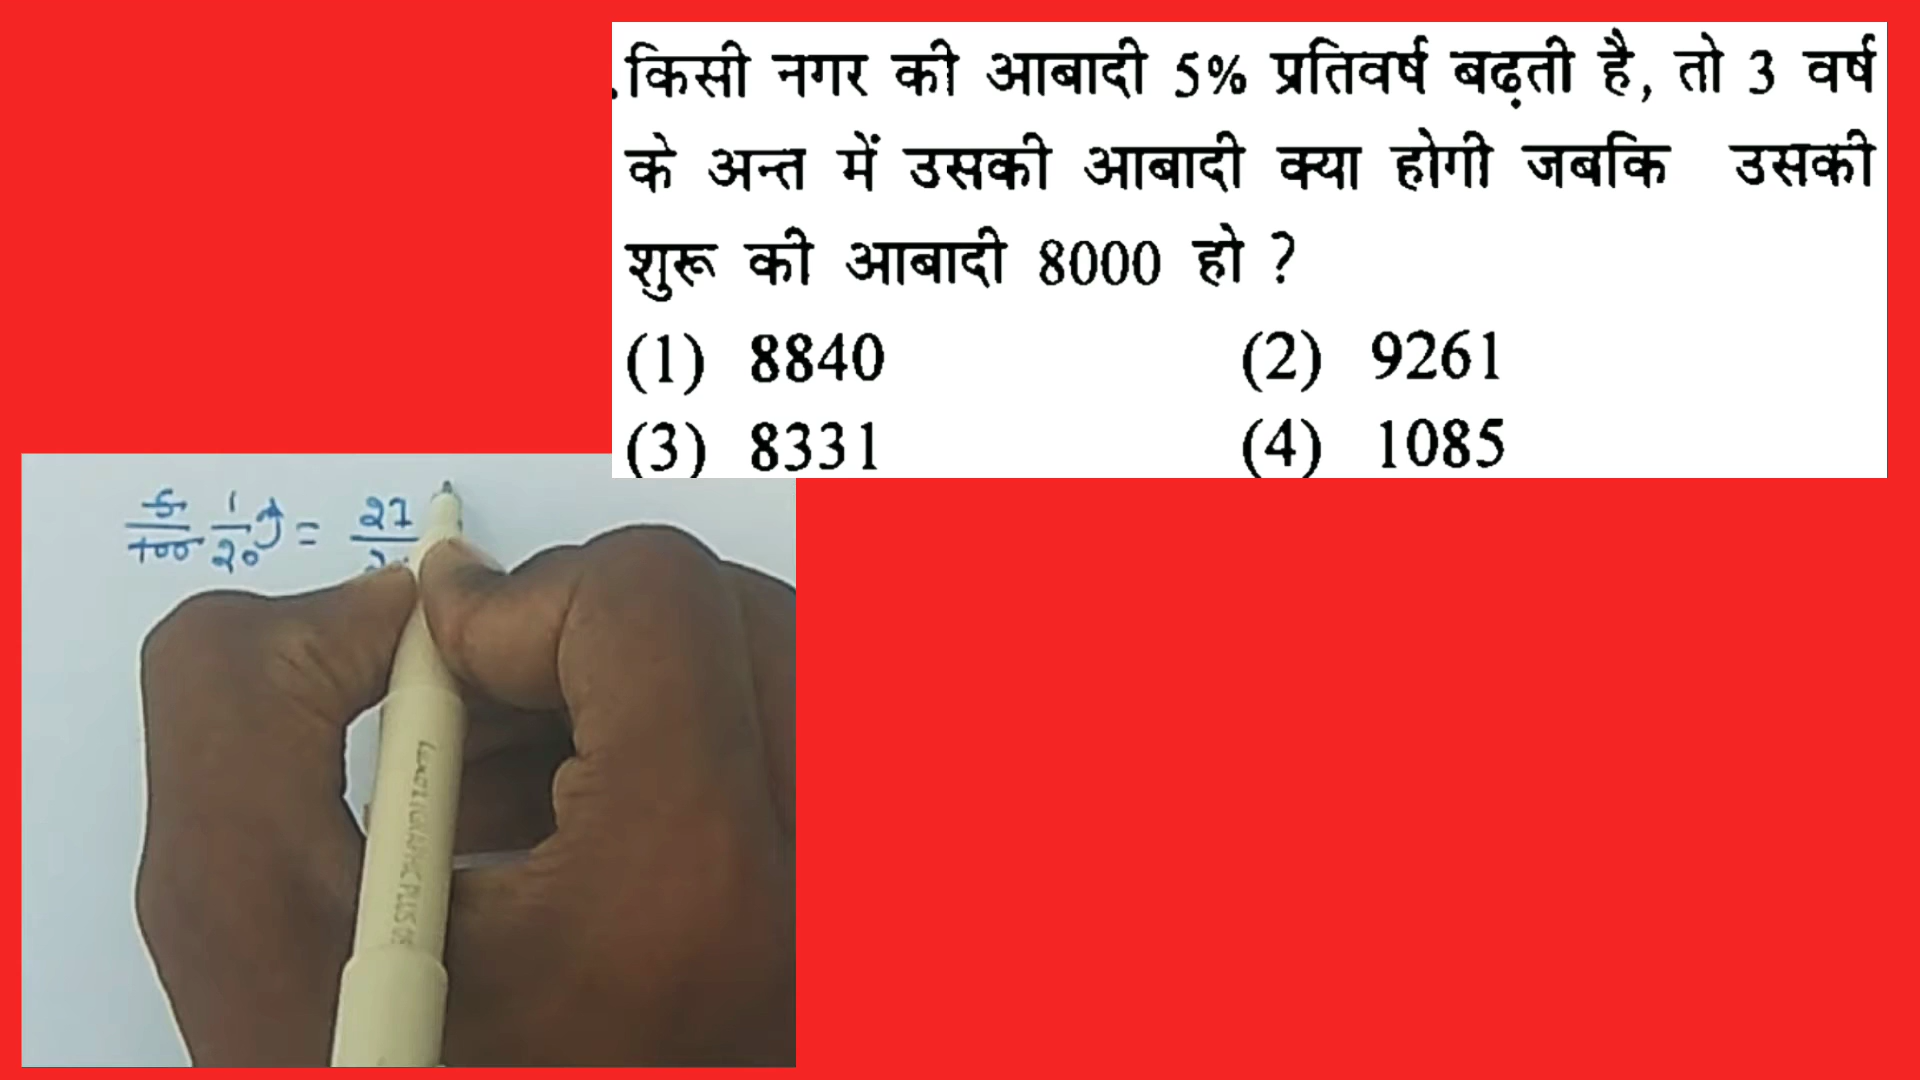 किसी नगर की आबादी 5% प्रतिवर्ष बढ़ती है, तो 3 वर्ष
के अन्त में उसकी आबादी क्या होगी जबकि उसकी
शुरू की आबादी 8000 हो ?
(1) 8840 (2) 9261
(3) 8331 (4) 1085
5/100 1/20 = 21